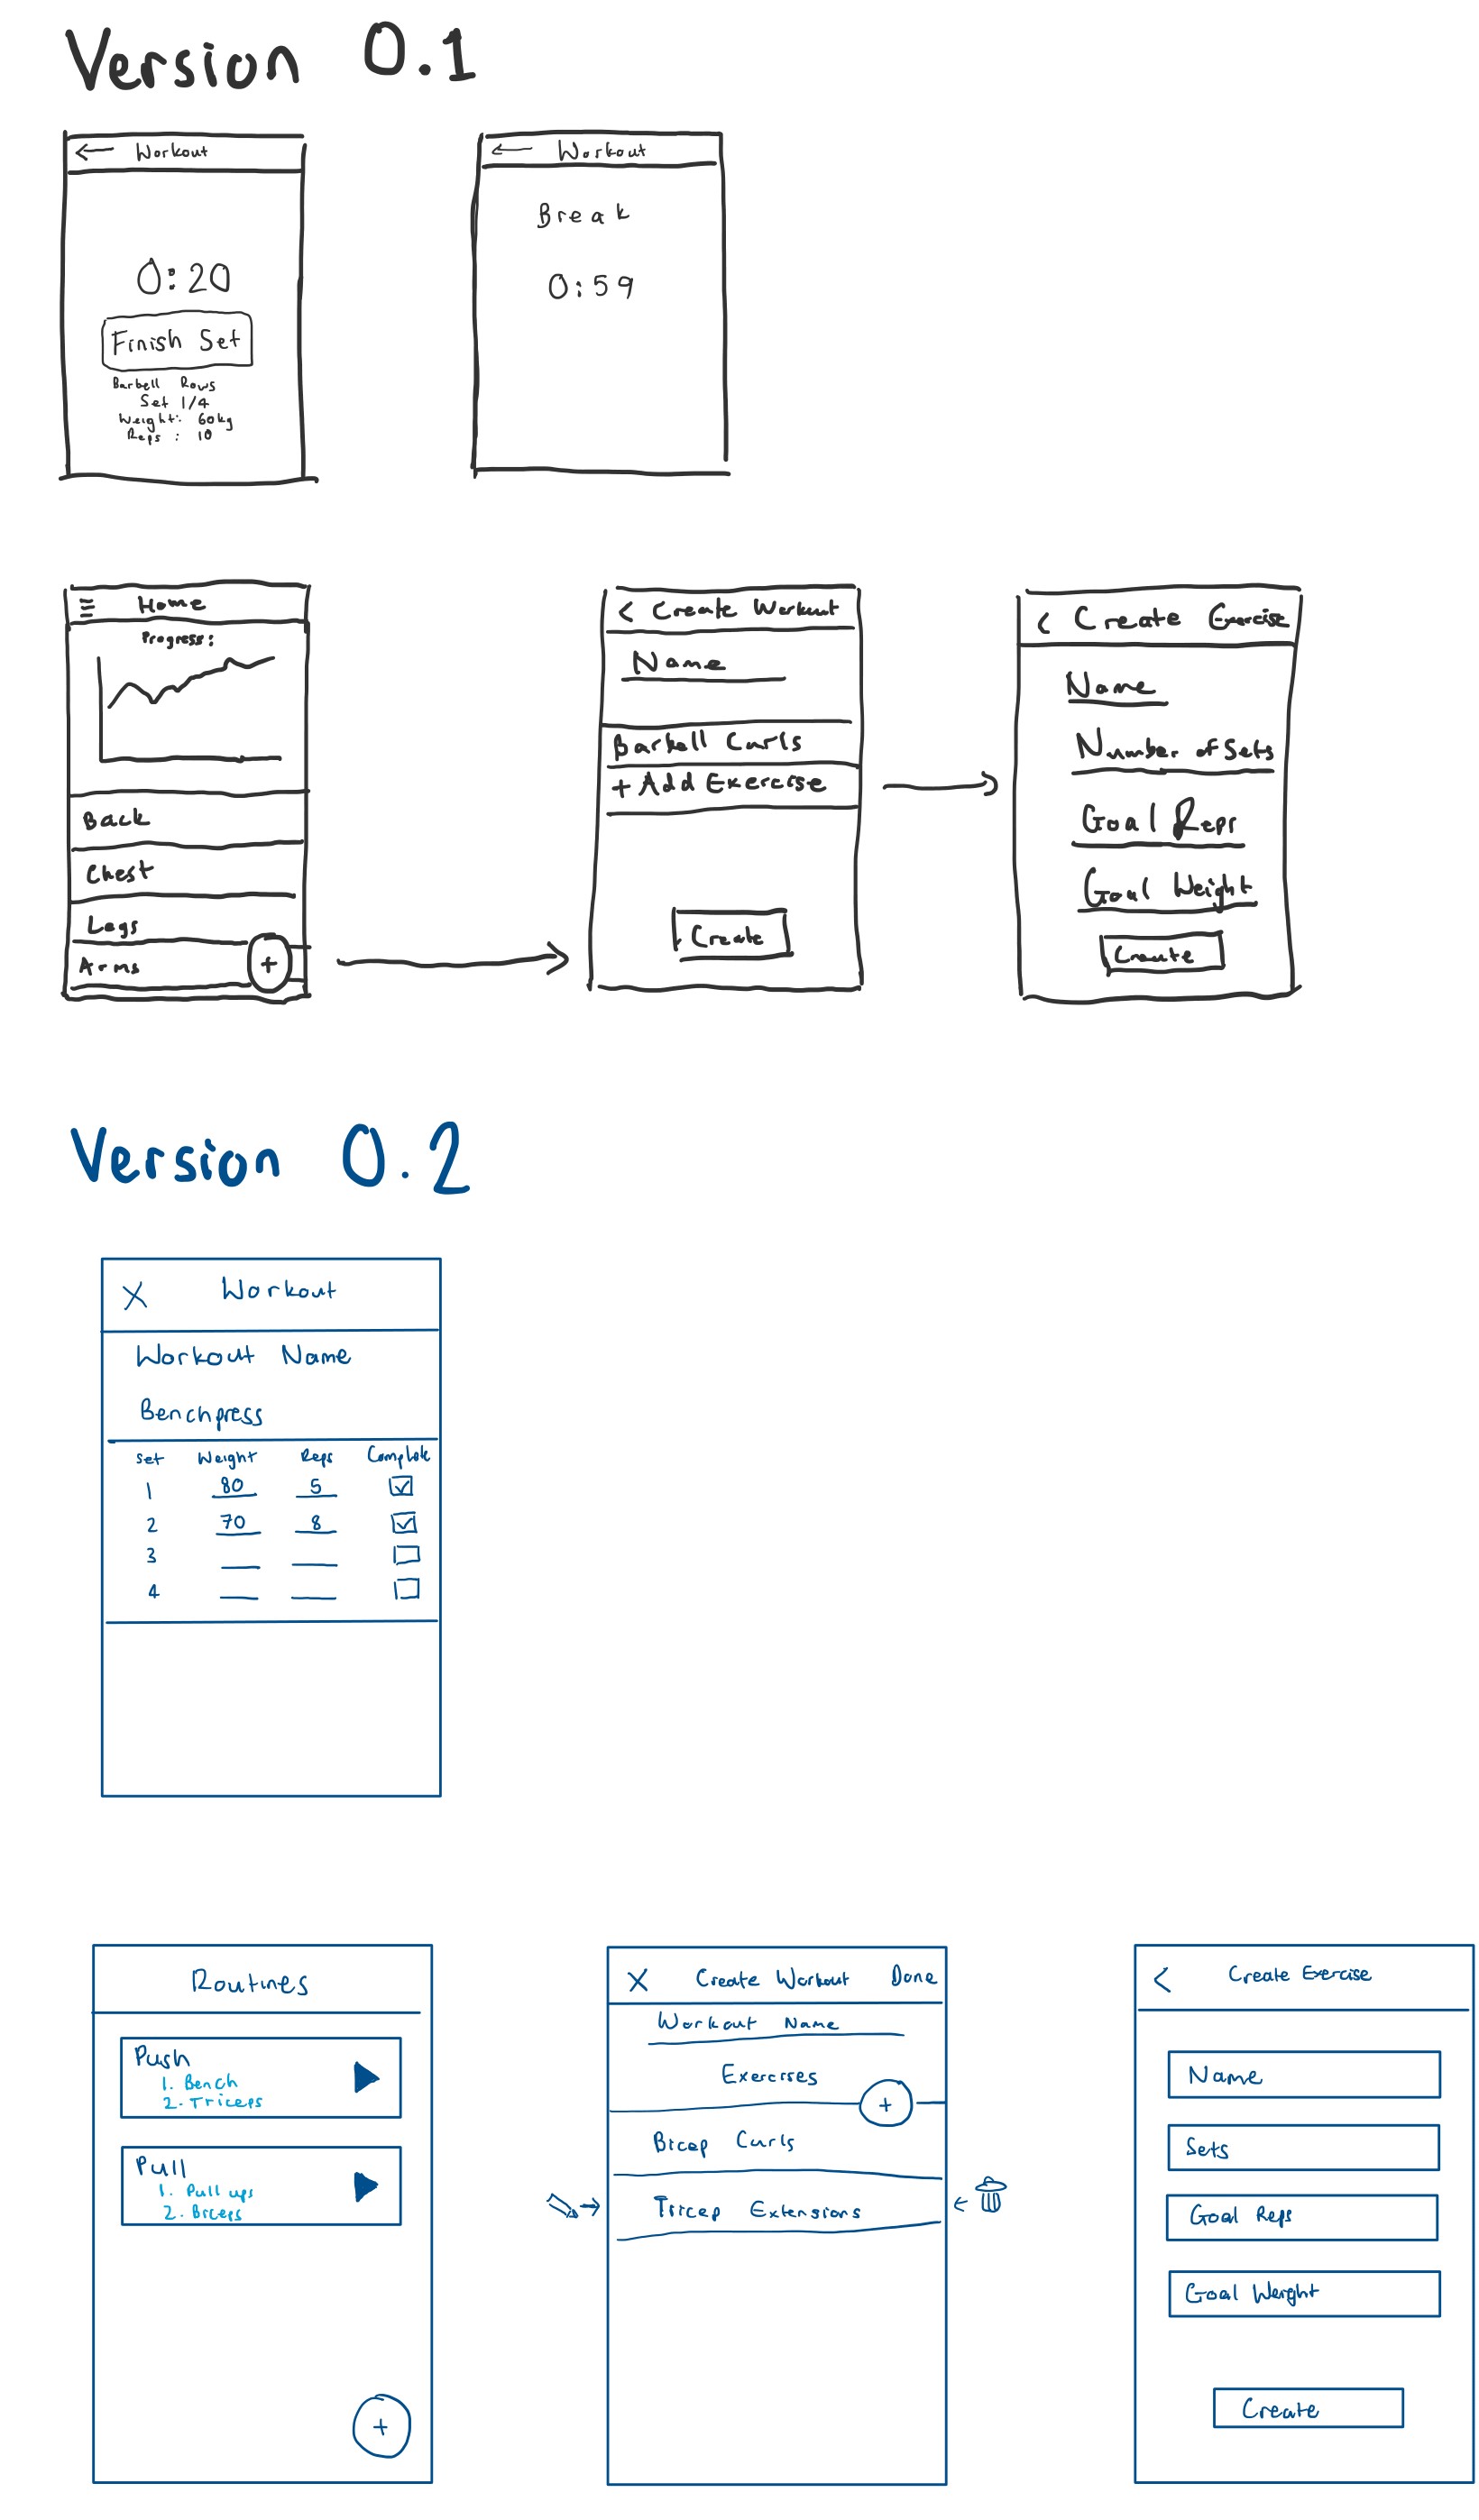 Version 0.1
Workout
0:20
Finish Set
Barbell Rows
Set 1/4
Weight: 60kg
Reps : 10
Workout
Break
0:59
Home
Progress:
Back
Chest
Legs
Arms
+
Create Workout
Name
Barbell Curls
+ Add Exercise
Create
Create Exercise
Name
Number of Sets
Goal Reps
Goal Weight
Create
Version 0.2
X Workout
Workout Name
Benchpress
Set Weight Reps Complete
1 80 5
2 70 8
3
4
Routines
Push
1. Bench
2. Triceps
Pull
1. Pull ups
2. Biceps
+
X Create Workout Done
Workout Name
Exercises
+
Bicep Curls
Tricep Extensions
Create Exercise
Name
Sets
Goal Reps
Goal Weight
Create